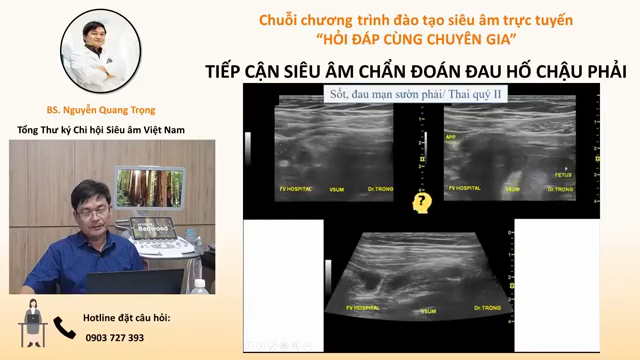 Chuỗi chương trình đào tạo siêu âm trực tuyến
“HỎI ĐÁP CÙNG CHUYÊN GIA”
TIẾP CẬN SIÊU ÂM CHẨN ĐOÁN ĐAU HỐ CHẬU PHẢI
BS. Nguyễn Quang Trọng
Tổng Thư ký Chi hội Siêu âm Việt Nam
Sốt, đau mạn sườn phải/ Thai quý II
FV HOSPITAL VSUM Dr.TRONG
APP
FETUS
FV HOSPITAL VSUM Dr.TRONG
?
FV HOSPITAL VSUM Dr.TRONG
Redwood
Hotline đặt câu hỏi:
0903 727 393